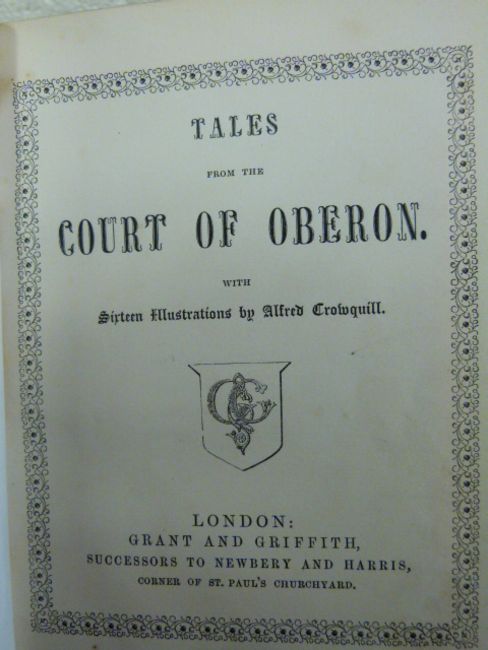 TALES
FROM THE
COURT OF OBERON.
WITH
Sixteen Illustrations by Alfred Crowquill.
LONDON:
GRANT AND GRIFFITH,
SUCCESSORS TO NEWBERY AND HARRIS,
CORNER OF ST. PAUL'S CHURCHYARD.